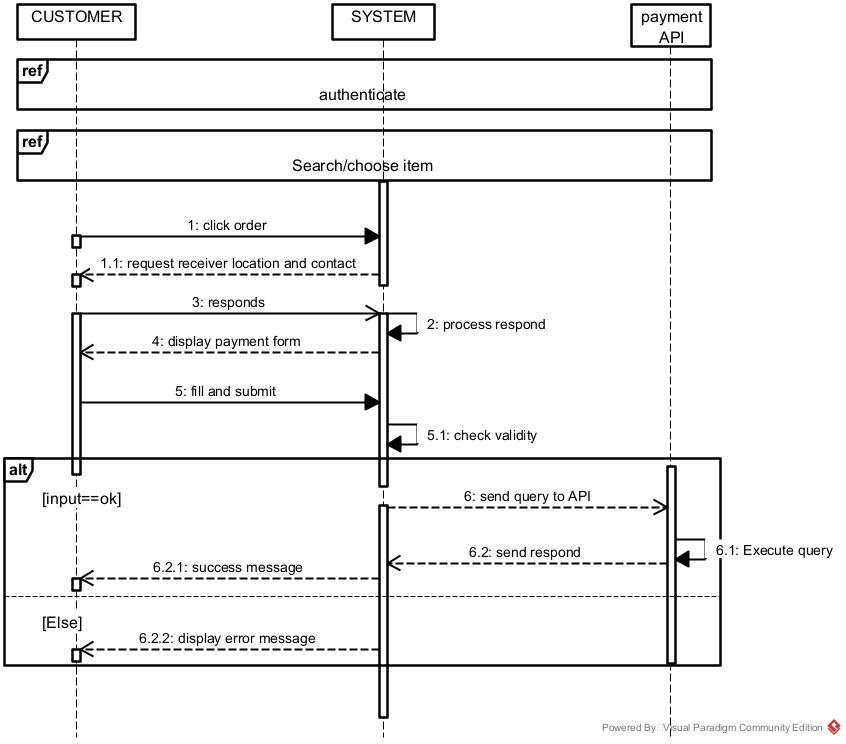 CUSTOMER
SYSTEM
payment
API
ref
authenticate
ref
Search/choose item
1: click order
1.1: request receiver location and contact
3: responds
2: process respond
4: display payment form
5: fill and submit
5.1: check validity
alt
[input==ok]
6: send query to API
6.1: Execute query
6.2: send respond
6.2.1: success message
[Else]
6.2.2: display error message
Powered By Visual Paradigm Community Edition